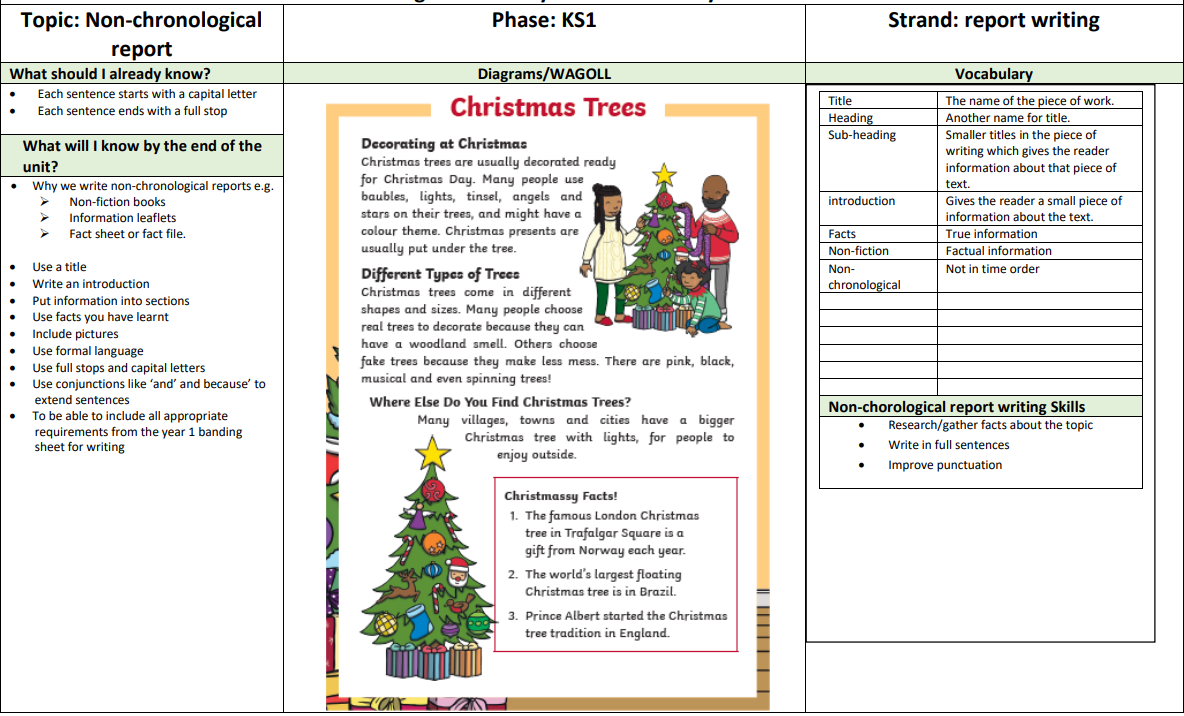 Topic: Non-chronological
report
Phase: KS1
Strand: report writing
What should I already know?
• Each sentence starts with a capital letter
• Each sentence ends with a full stop
What will I know by the end of the
unit?
• Why we write non-chronological reports e.g.
➢ Non-fiction books
➢ Information leaflets
➢ Fact sheet or fact file.
• Use a title
• Write an introduction
• Put information into sections
• Use facts you have learnt
• Include pictures
• Use formal language
• Use full stops and capital letters
• Use conjunctions like ‘and’ and because’ to
extend sentences
• To be able to include all appropriate
requirements from the year 1 banding
sheet for writing
Diagrams/WAGOLL
Christmas Trees
Decorating at Christmas
Christmas trees are usually decorated ready
for Christmas Day. Many people use
baubles, lights, tinsel, angels and
stars on their trees, and might have a
colour theme. Christmas presents are
usually put under the tree.
Different Types of Trees
Christmas trees come in different
shapes and sizes. Many people choose
real trees to decorate because they can
have a woodland smell. Others choose
fake trees because they make less mess. There are pink, black,
musical and even spinning trees!
Where Else Do You Find Christmas Trees?
Many villages, towns and cities have a bigger
Christmas tree with lights, for people to
enjoy outside.
Christmassy Facts!
1. The famous London Christmas
tree in Trafalgar Square is a
gift from Norway each year.
2. The world’s largest floating
Christmas tree is in Brazil.
3. Prince Albert started the Christmas
tree tradition in England.
Vocabulary
Title The name of the piece of work.
Heading Another name for title.
Sub-heading Smaller titles in the piece of
writing which gives the reader
information about that piece of
text.
introduction Gives the reader a small piece of
information about the text.
Facts True information
Non-fiction Factual information
Non- Not in time order
chronological
Non-chorological report writing Skills
• Research/gather facts about the topic
• Write in full sentences
• Improve punctuation